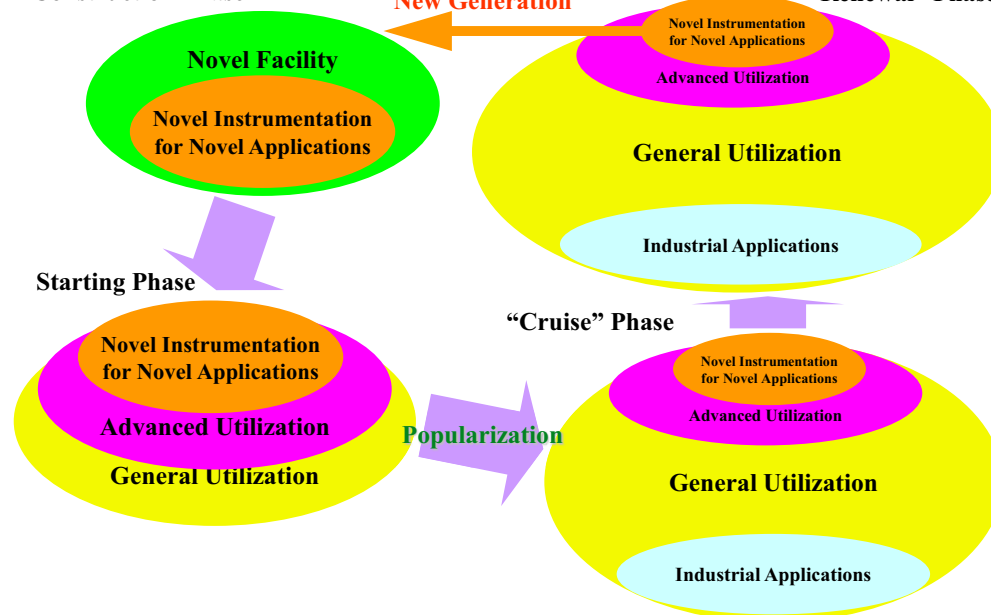 New Generation
Novel Facility
Novel Instrumentation
for Novel Applications
Novel Instrumentation
for Novel Applications
Advanced Utilization
General Utilization
Industrial Applications
Starting Phase
Novel Instrumentation
for Novel Applications
Advanced Utilization
General Utilization
Popularization
“Cruise” Phase
Novel Instrumentation
for Novel Applications
Advanced Utilization
General Utilization
Industrial Applications